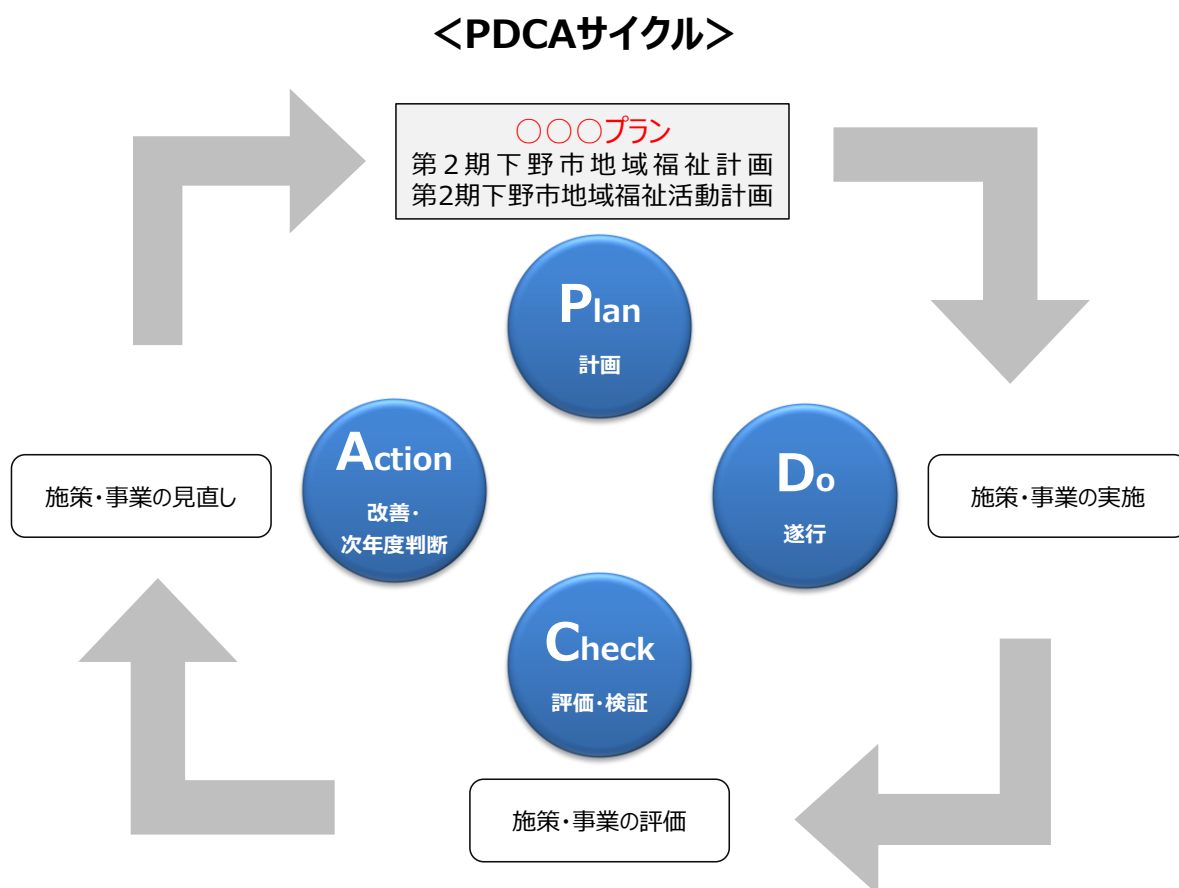 ＜PDCAサイクル＞
○○○プラン
第２期下野市地域福祉計画
第2期下野市地域福祉活動計画
Plan
計画
Action
改善・
次年度判断
Do
遂行
施策・事業の見直し
施策・事業の実施
Check
評価・検証
施策・事業の評価